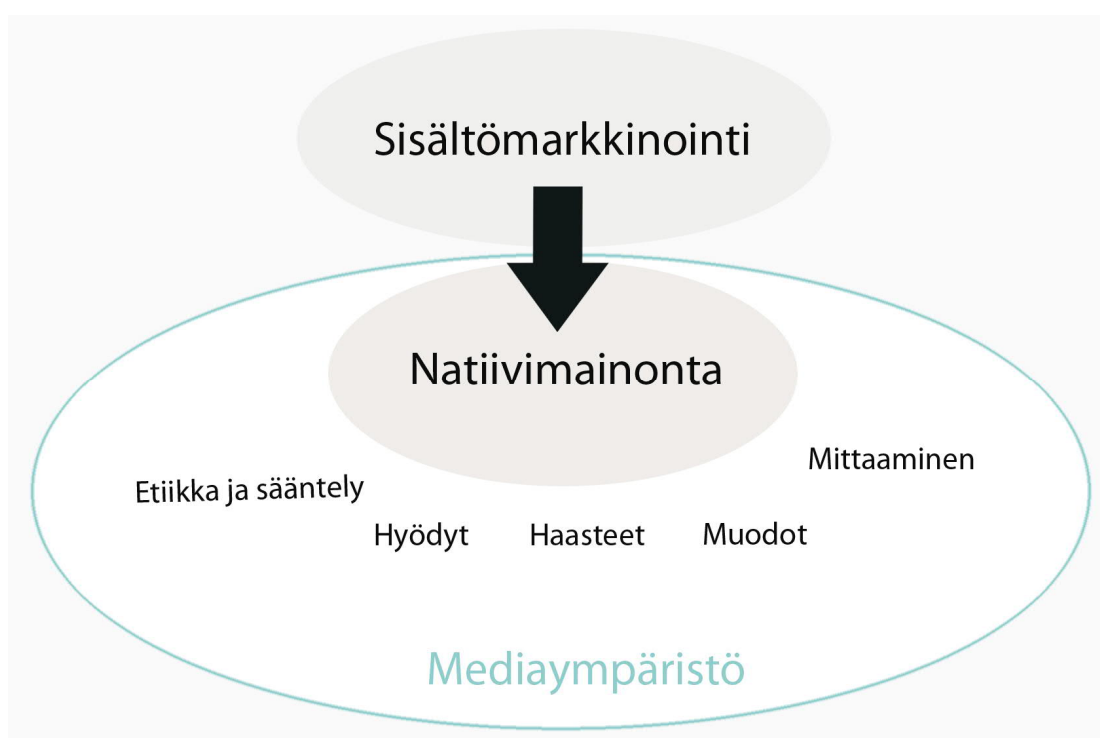 Sisältömarkkinointi
Natiivimainonta
Mittaaminen
Etiikka ja sääntely
Hyödyt
Haasteet
Muodot
Mediaympäristö